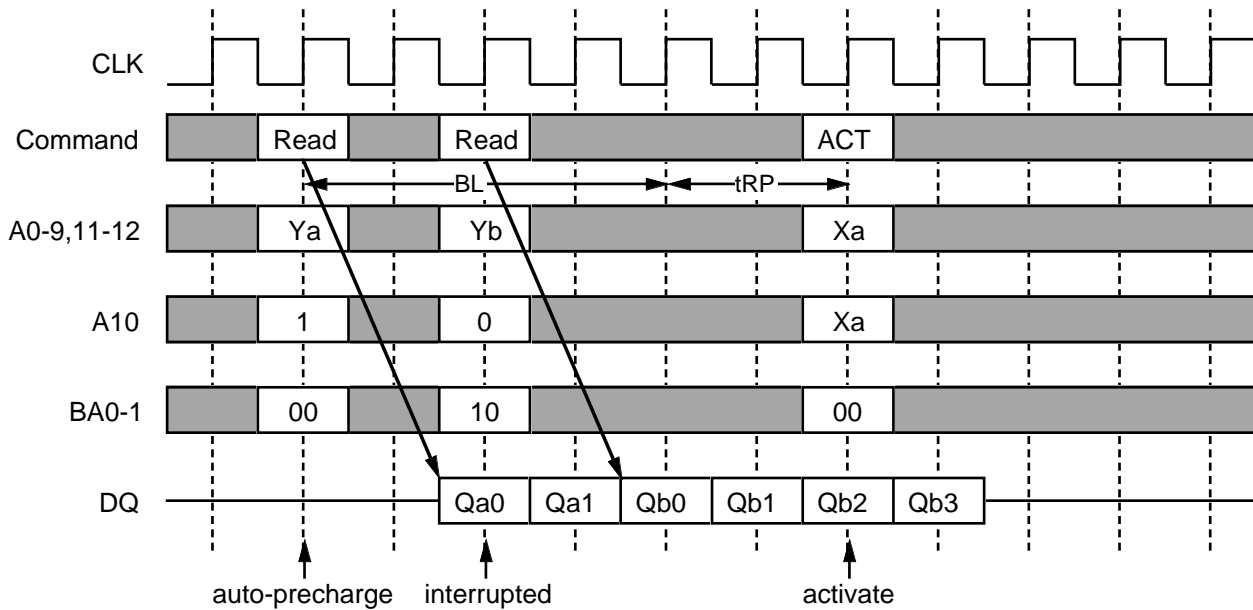 CLK
Command Read Read ACT
BL tRP
A0-9,11-12 Ya Yb Xa
A10 1 0 Xa
BA0-1 00 10 00
DQ Qa0 Qa1 Qb0 Qb1 Qb2 Qb3
auto-precharge interrupted activate